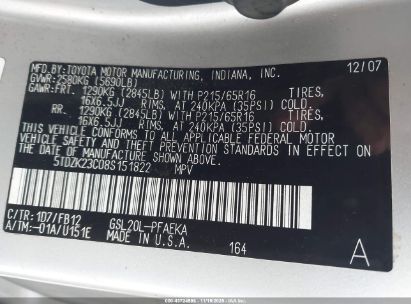 MFD.BY:TOYOTA MOTOR MANUFACTURING, INDIANA, INC. 12/07
GVWR:2580KG (5690LB)
GAWR:FRT. 1290KG (2845LB) WITH P215/65R16 TIRES,
16X6.5JJ RIMS, AT 240KPA (35PSI) COLD.
RR. 1290KG (2845LB) WITH P215/65R16 TIRES,
16X6.5JJ RIMS, AT 240KPA (35PSI) COLD.
THIS VEHICLE CONFORMS TO ALL APPLICABLE FEDERAL MOTOR
VEHICLE SAFETY AND THEFT PREVENTION STANDARDS IN
EFFECT ON THE DATE OF MANUFACTURE SHOWN ABOVE.
5TDZK23C08S151822 MPV
C/TR:1D7/FB12 GSL20L-PFAEKA
A/TM:-01A/U151E MADE IN U.S.A. 164 A